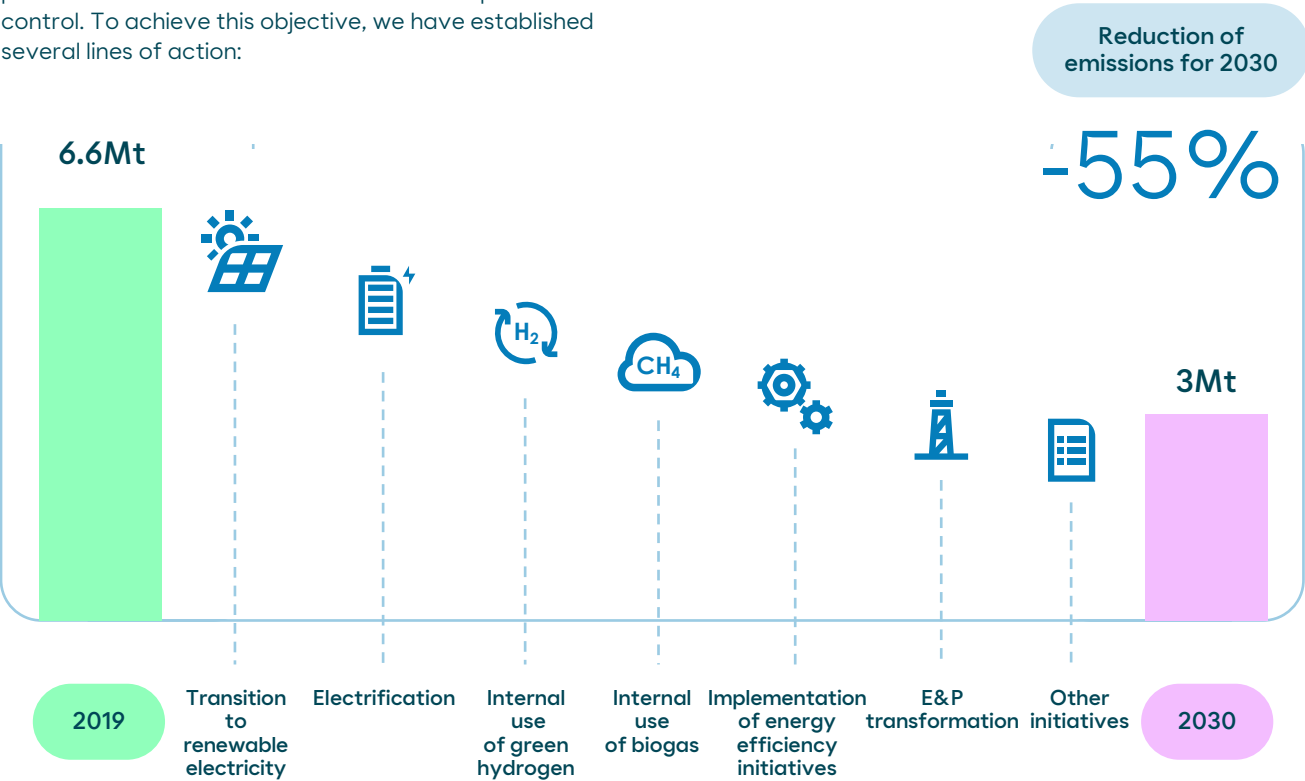 control. To achieve this objective, we have established
several lines of action:
Reduction of
emissions for 2030
-55%
6.6Mt
H2
CH4
3Mt
2019
Transition
to
renewable
electricity
Electrification
Internal
use
of green
hydrogen
Internal
use
of biogas
Implementation
of energy
efficiency
initiatives
E&P
transformation
Other
initiatives
2030